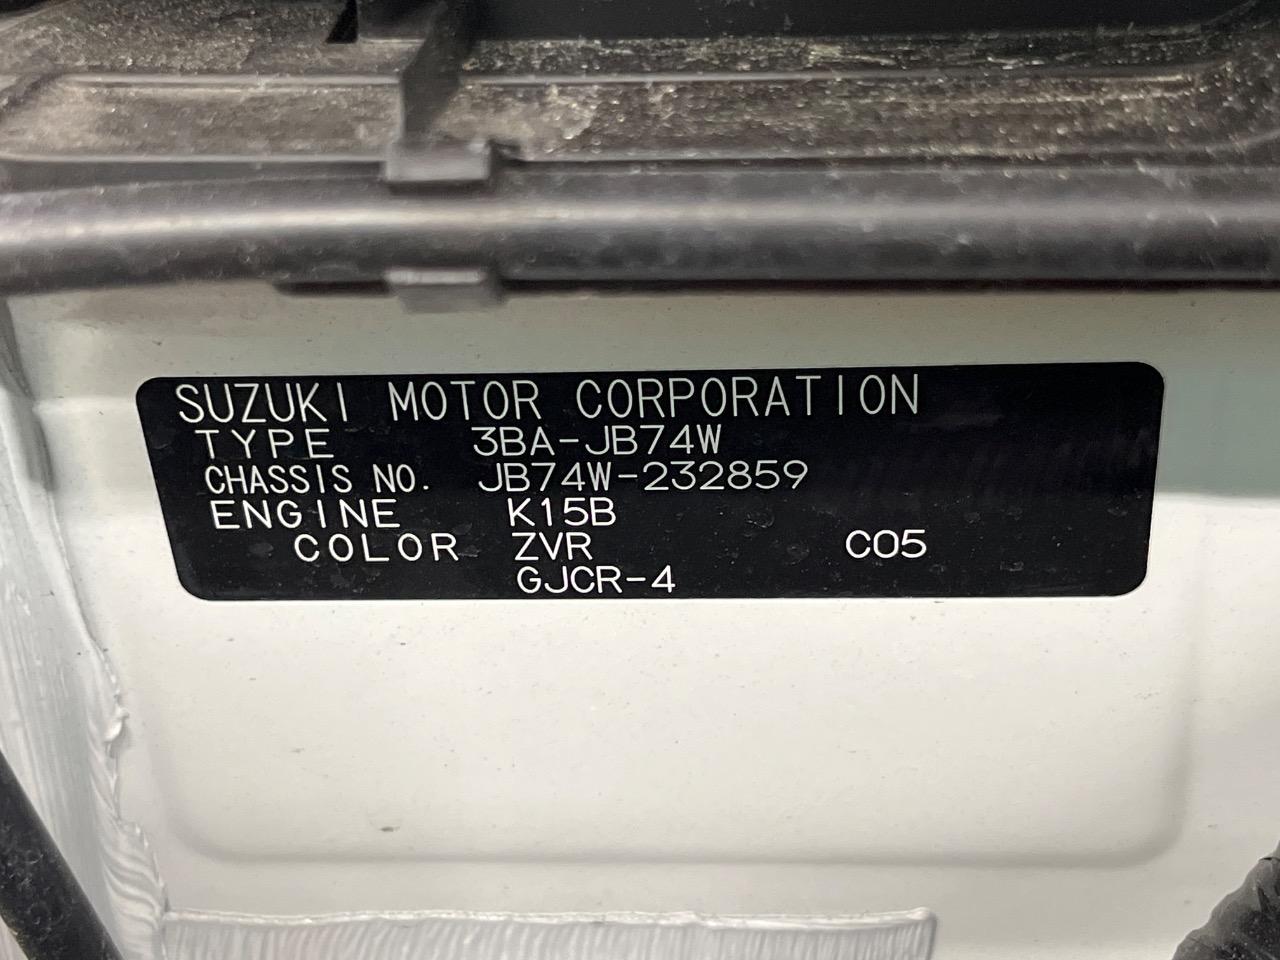 SUZUKI MOTOR CORPORATION
TYPE 3BA-JB74W
CHASSIS NO. JB74W-232859
ENGINE K15B
COLOR ZVR C05
GJCR-4